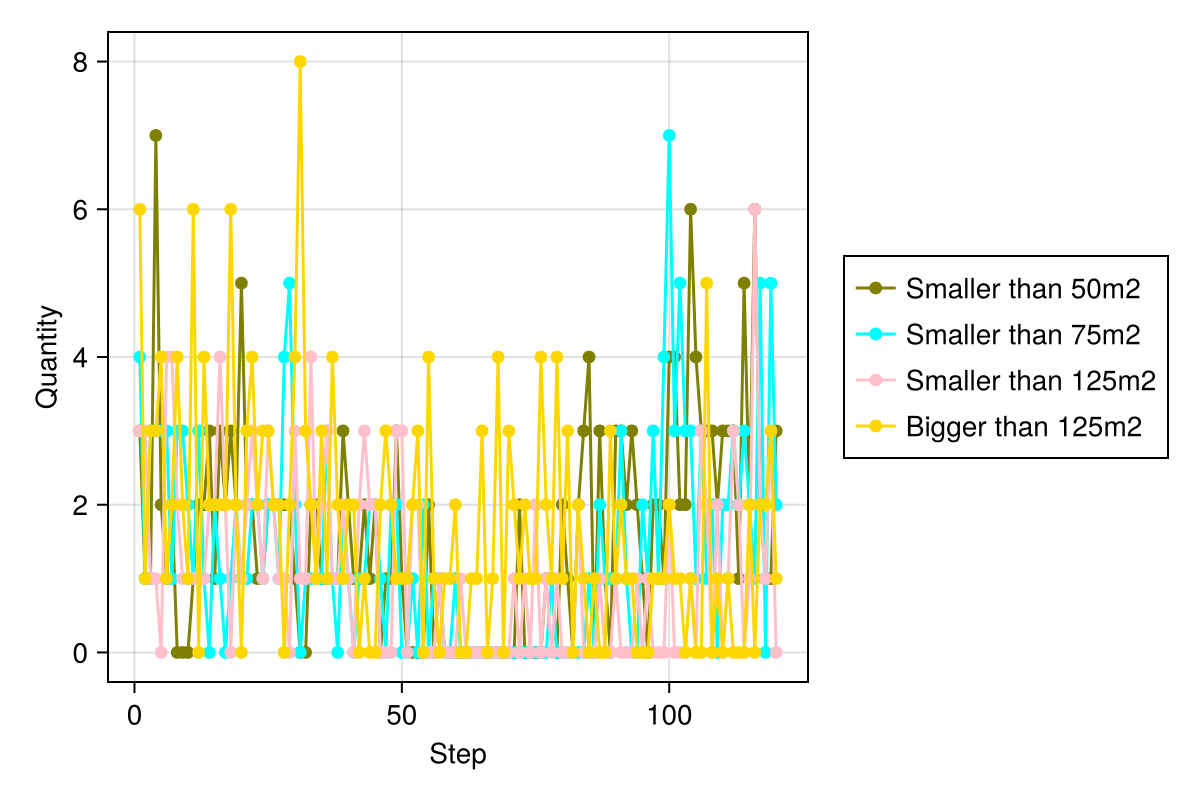 8
6
4
2
0
Quantity
0 50 100
Step
Smaller than 50m2
Smaller than 75m2
Smaller than 125m2
Bigger than 125m2